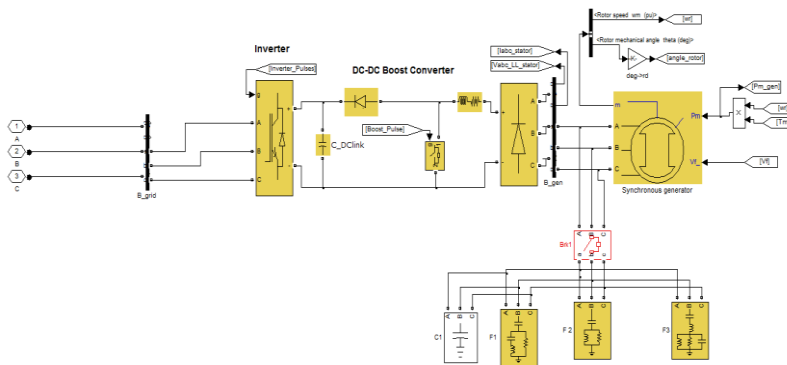 <Rotor speed wm (pu)>
[wr]
<Rotor mechanical angle theta (deg)>
-K-
[angle_rotor]
deg->rd
Inverter
[Inverter_Pulses]
DC-DC Boost Converter
[Iabc_stator]
[Vabc_LL_stator]
[Pm_gen]
g
+
A
B
C
-
C_DClink
[Boost_Pulse]
+
-
A
B
C
B_gen
m
A
B
C
Pm
Vf_
Synchronous generator
X
[wr]
[Tm
[Vf]
1
A
2
B
3
C
B_grid
Brk1
A
B
C
a
b
c
A
B
C
C1
A
B
C
F1
A
B
C
F 2
A
B
C
F3